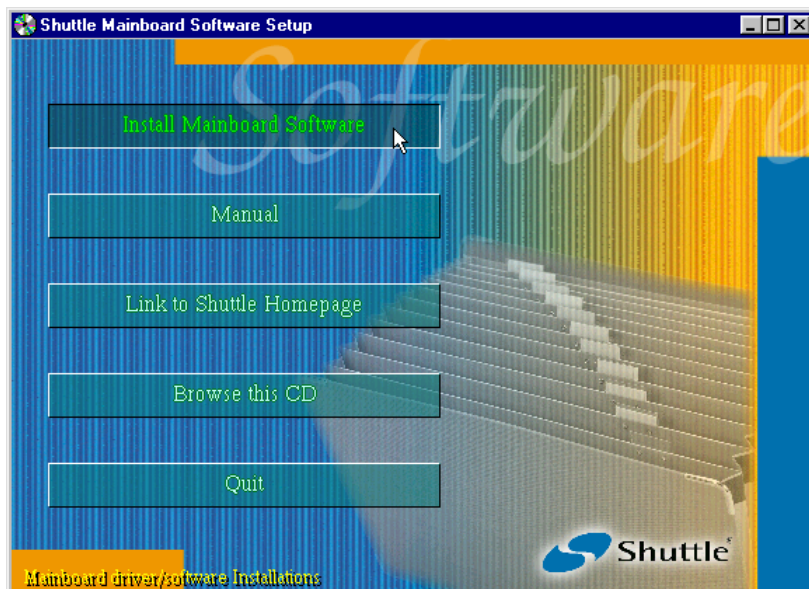 Shuttle Mainboard Software Setup
Software
Install Mainboard Software
Manual
Link to Shuttle Homepage
Browse this CD
Quit
Shuttle
Mainboard driver/software Installations